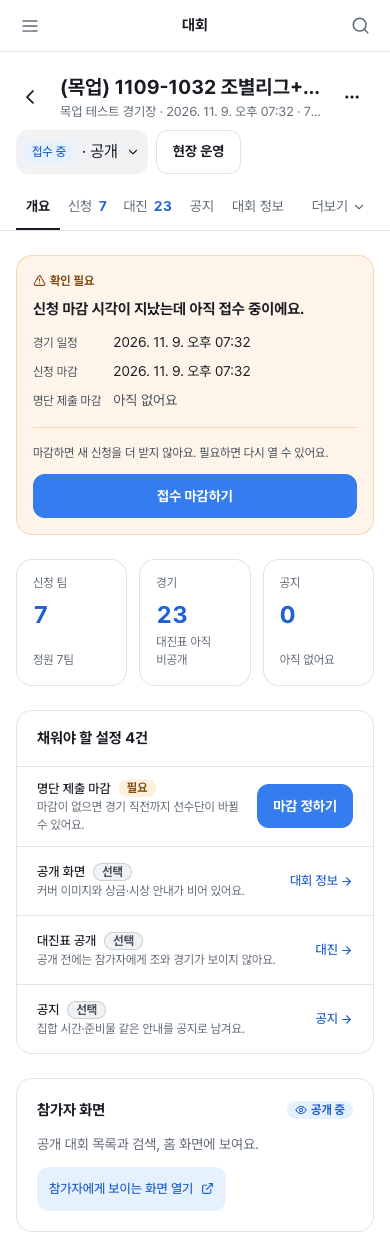 대회
(목업) 1109-1032 조별리그+...
목업 테스트 경기장 · 2026. 11. 9. 오후 07:32 · 7...
접수 중 · 공개
현장 운영
개요 신청 7 대진 23 공지 대회 정보 더보기
확인 필요
신청 마감 시각이 지났는데 아직 접수 중이에요.
경기 일정 2026. 11. 9. 오후 07:32
신청 마감 2026. 11. 9. 오후 07:32
명단 제출 마감 아직 없어요
마감하면 새 신청을 더 받지 않아요. 필요하면 다시 열 수 있어요.
접수 마감하기
신청 팀
7
정원 7팀
경기
23
대진표 아직
비공개
공지
0
아직 없어요
채워야 할 설정 4건
명단 제출 마감 필요
마감이 없으면 경기 직전까지 선수단이 바뀔
수 있어요.
마감 정하기
공개 화면 선택
커버 이미지와 상금·시상 안내가 비어 있어요.
대회 정보 →
대진표 공개 선택
공개 전에는 참가자에게 조와 경기가 보이지 않아요.
대진 →
공지 선택
집합 시간·준비물 같은 안내를 공지로 남겨요.
공지 →
참가자 화면
공개 중
공개 대회 목록과 검색, 홈 화면에 보여요.
참가자에게 보이는 화면 열기